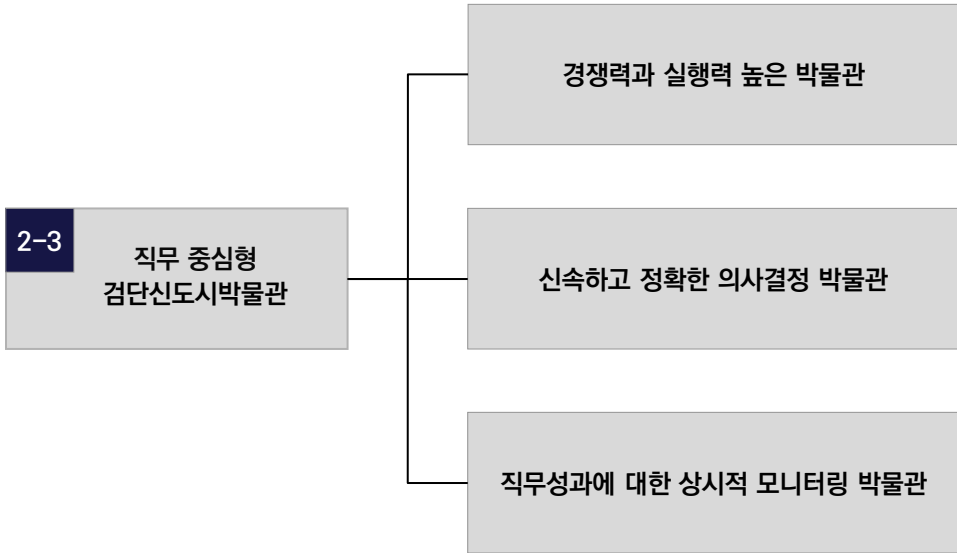 경쟁력과 실행력 높은 박물관
2-3
직무 중심형
검단신도시박물관
신속하고 정확한 의사결정 박물관
직무성과에 대한 상시적 모니터링 박물관